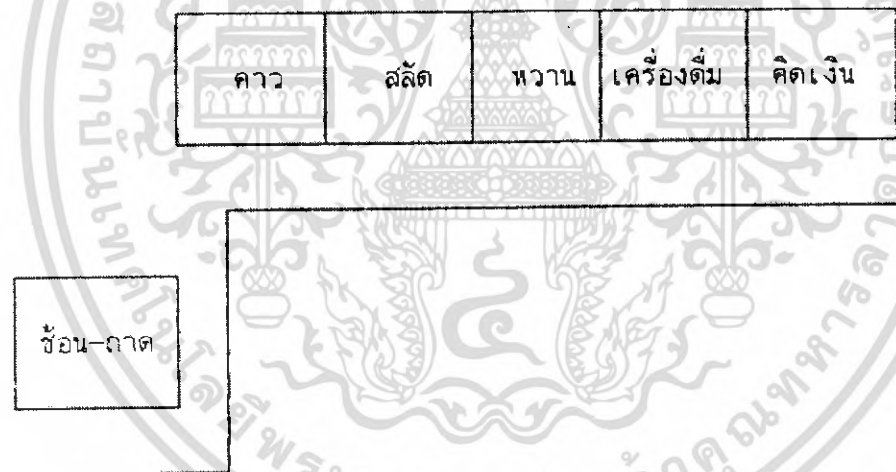 คาว สลัด หวาน เครื่องดื่ม คิดเงิน
ช้อน-ถาด